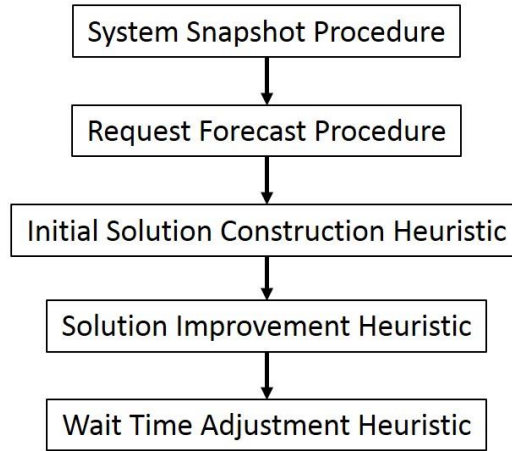 System Snapshot Procedure
Request Forecast Procedure
Initial Solution Construction Heuristic
Solution Improvement Heuristic
Wait Time Adjustment Heuristic